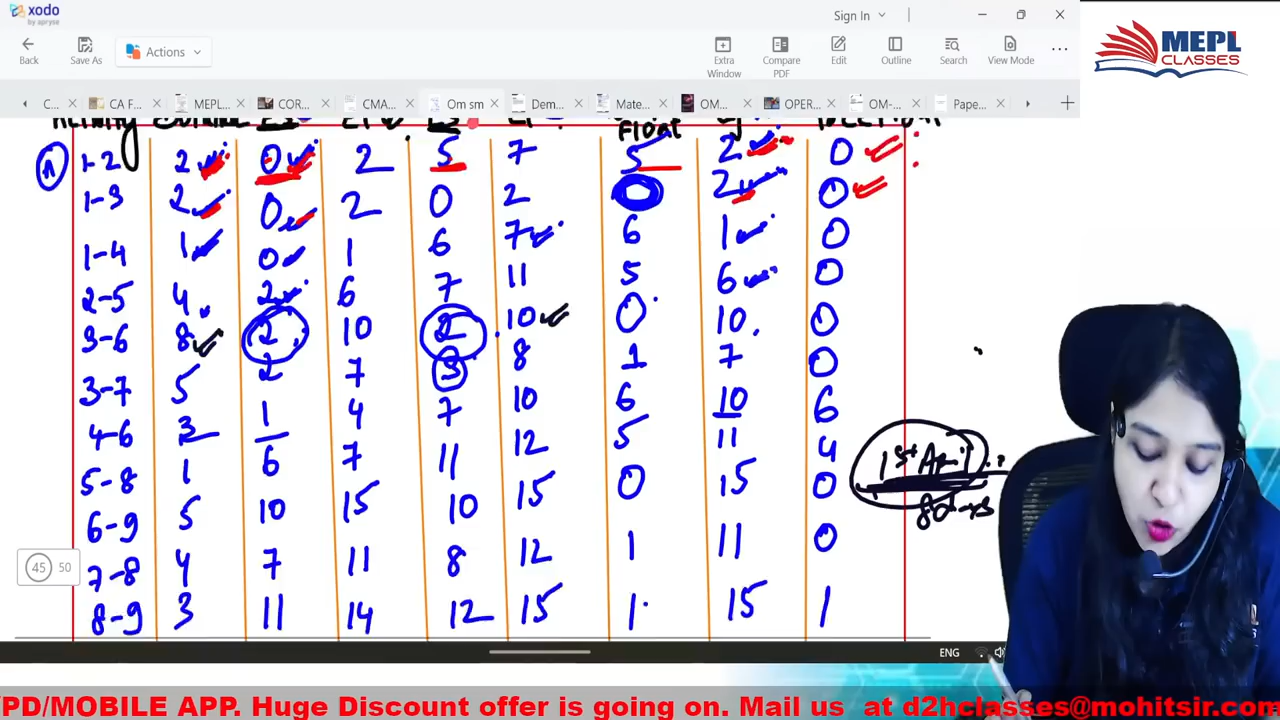 xodo
by apryse
Sign In
Back
Save As
Actions
Extra Window
Compare PDF
Edit
Outline
Search
View Mode
MEPL
CLASSES
C...
CA F...
MEPL...
COR...
CMA...
Om sm
Dem...
Mate...
OM...
OPER...
OM-...
Pape...
Activity
Float
A 1-2 2 0 2 5 7 5 2 0
1-3 2 0 2 0 2 0 2 0
1-4 1 0 1 6 7 6 1 0
2-5 4 2 6 7 11 5 6 0
3-6 8 2 10 2 10 0 10 0
3-7 5 2 7 3 8 1 7 0
4-6 3 1 4 7 10 6 10 6
5-8 1 6 7 11 12 5 11 4
6-9 5 10 15 10 15 0 15 0
7-8 4 7 11 8 12 1 11 0
8-9 3 11 14 12 15 1 15 1
1st April
45 50
ENG
/PD/MOBILE APP. Huge Discount offer is going on. Mail us at d2hclasses@mohitsir.com